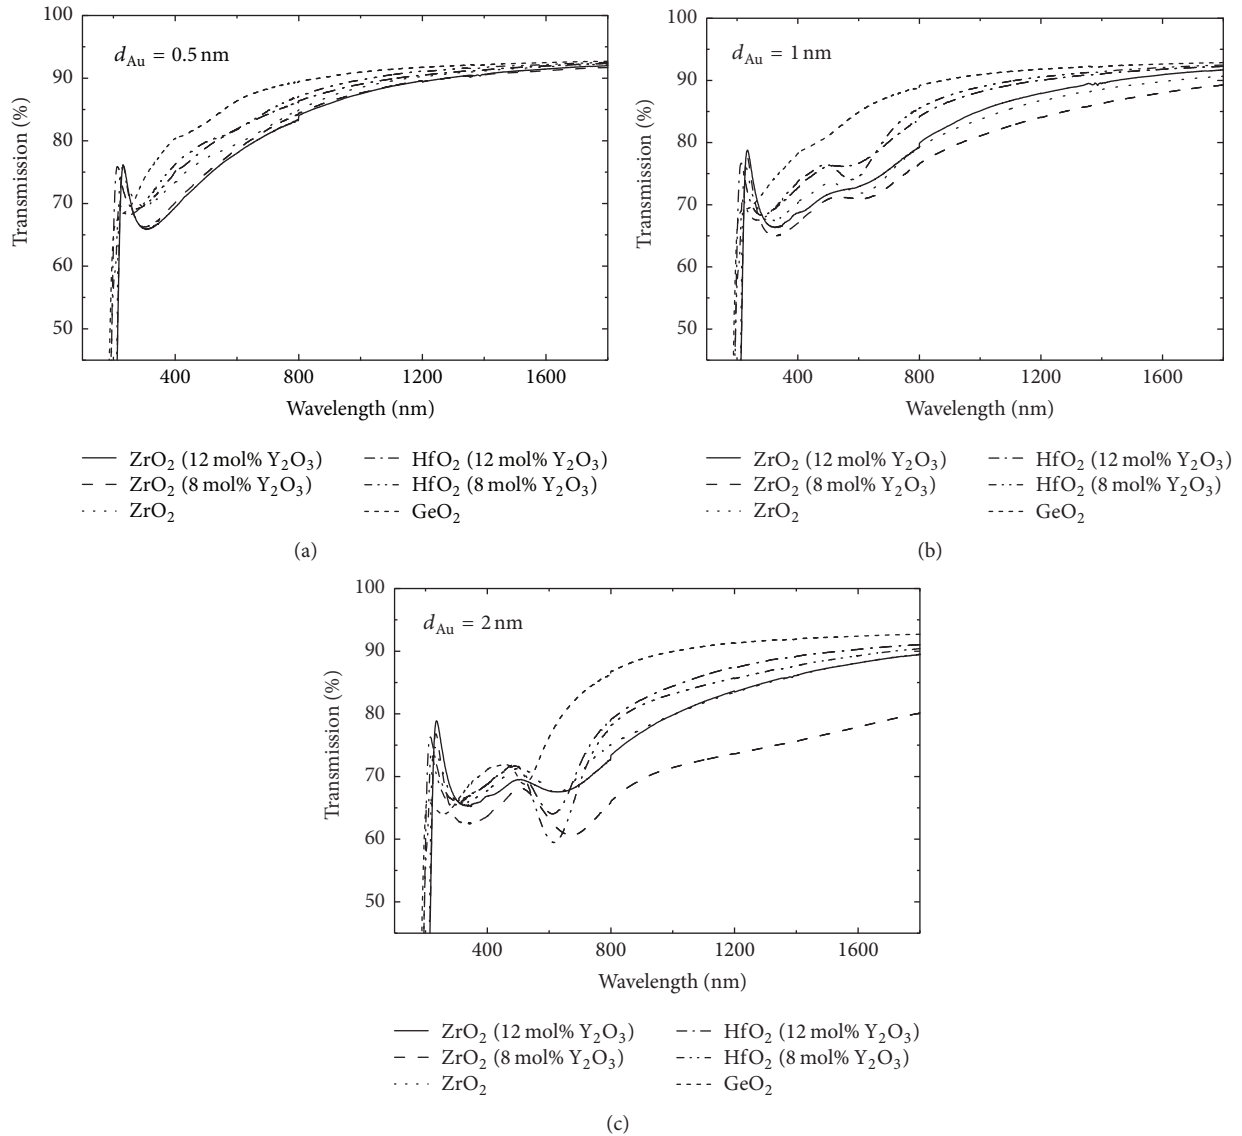 d_Au = 0.5 nm
100
90
80
70
60
50
Transmission (%)
400
800
1200
1600
Wavelength (nm)
ZrO₂ (12 mol% Y₂O₃)
ZrO₂ (8 mol% Y₂O₃)
ZrO₂
HfO₂ (12 mol% Y₂O₃)
HfO₂ (8 mol% Y₂O₃)
GeO₂
(a)
d_Au = 1 nm
100
90
80
70
60
50
Transmission (%)
400
800
1200
1600
Wavelength (nm)
ZrO₂ (12 mol% Y₂O₃)
ZrO₂ (8 mol% Y₂O₃)
ZrO₂
HfO₂ (12 mol% Y₂O₃)
HfO₂ (8 mol% Y₂O₃)
GeO₂
(b)
d_Au = 2 nm
100
90
80
70
60
50
Transmission (%)
400
800
1200
1600
Wavelength (nm)
ZrO₂ (12 mol% Y₂O₃)
ZrO₂ (8 mol% Y₂O₃)
ZrO₂
HfO₂ (12 mol% Y₂O₃)
HfO₂ (8 mol% Y₂O₃)
GeO₂
(c)